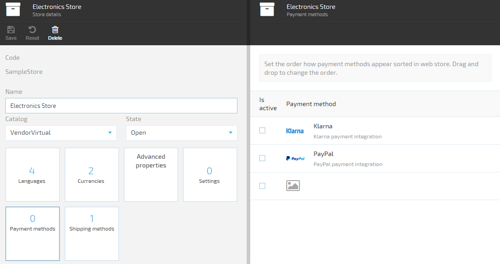 Electronics Store
Store details
Save
Reset
Delete
Code
SampleStore
Name
Electronics Store
Catalog
State
VendorVirtual
Open
4
Languages
2
Currencies
Advanced
properties
0
Settings
0
Payment methods
1
Shipping methods
Electronics Store
Payment methods
Set the order how payment methods appear sorted in web store. Drag and
drop to change the order.
Is
active
Payment method
Klarna
Klarna
Klarna payment integration
PayPal
PayPal
PayPal payment integration